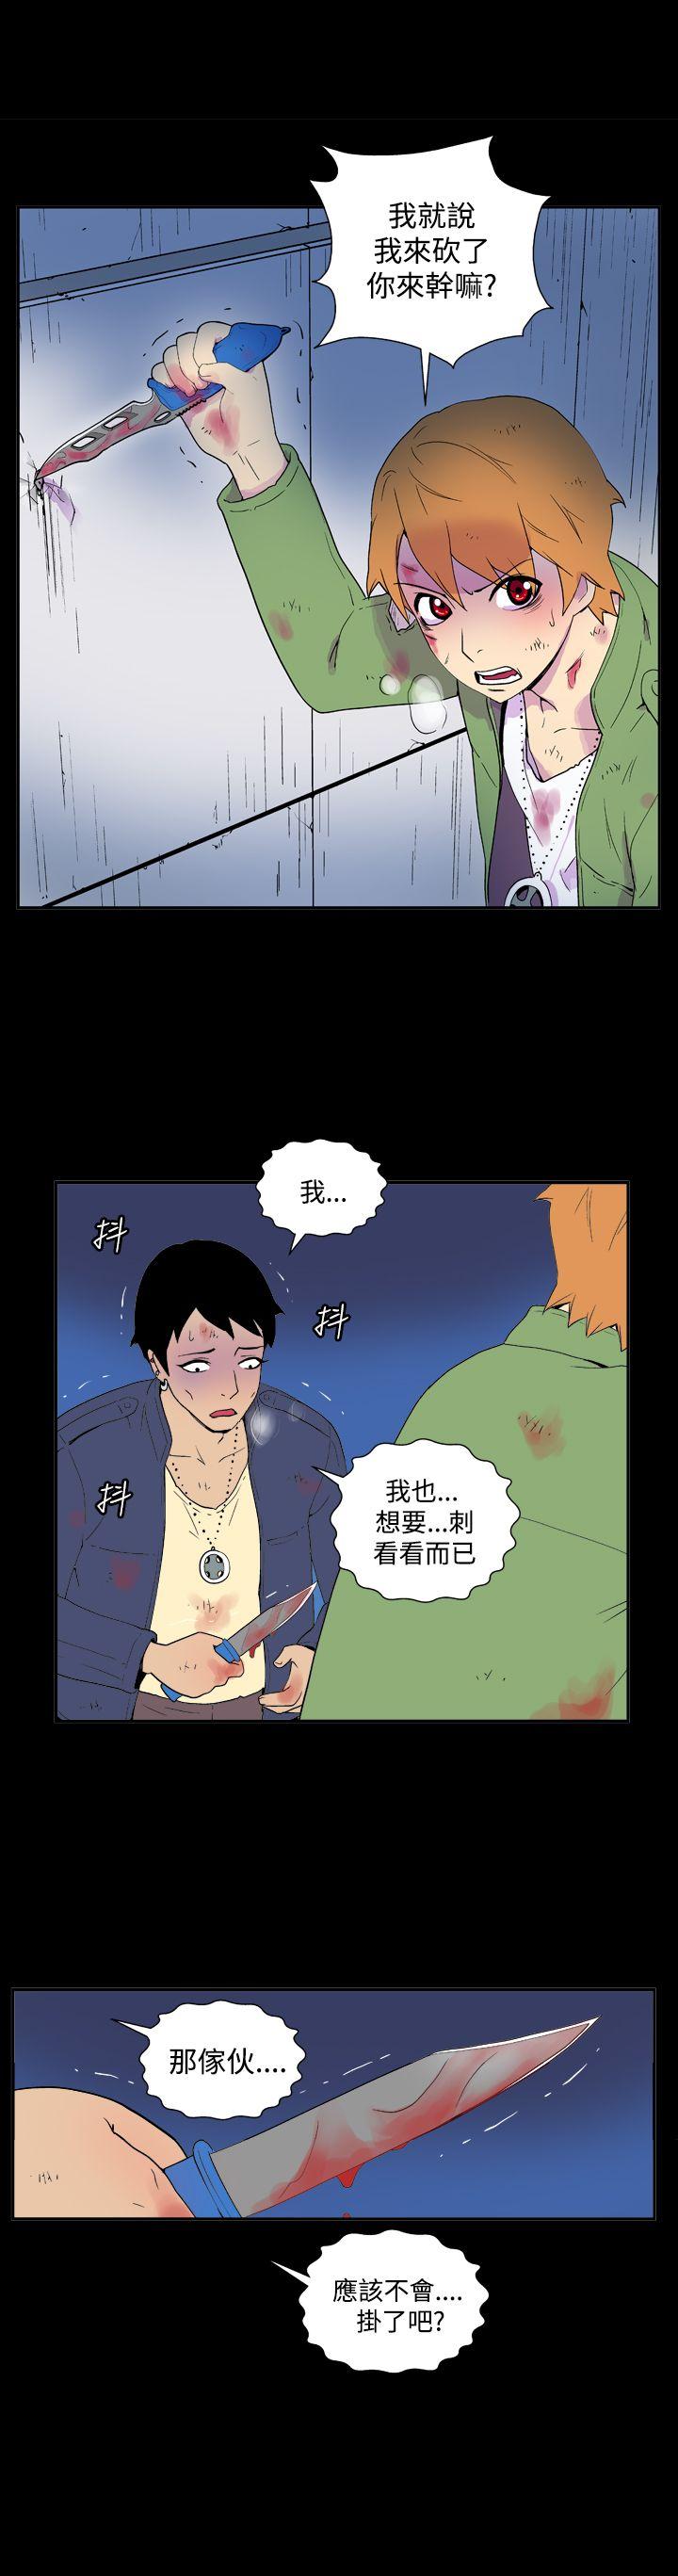 我就說
我來砍了
你來幹嘛?
我...
抖
抖
抖
我也...
想要...刺
看看而已
那傢伙....
應該不會....
掛了吧?